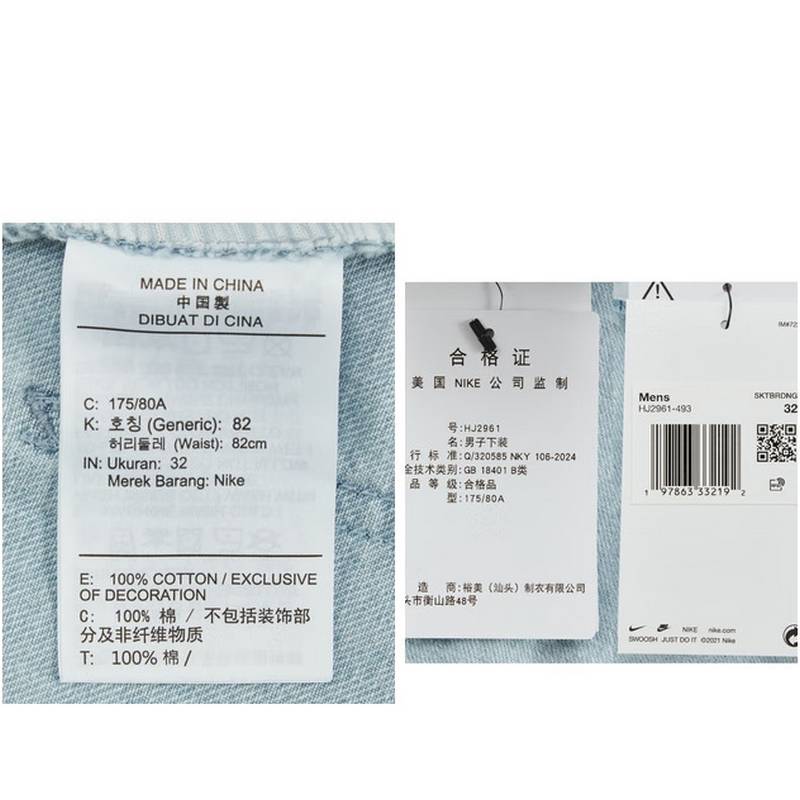 MADE IN CHINA
中国製
DIBUAT DI CINA
C: 175/80A
K: 호칭 (Generic): 82
허리둘레 (Waist): 82cm
IN: Ukuran: 32
Merek Barang: Nike
E: 100% COTTON / EXCLUSIVE
OF DECORATION
C: 100% 棉 / 不包括装饰部
分及非纤维物质
T: 100% 棉 /
合格证
美国 NIKE 公司监制
号:HJ2961
名:男子下装
行标准:Q/320585 NKY 106-2024
全技术类别:GB 18401 B类
品等级:合格品
型:175/80A
造商:裕美(汕头)制衣有限公司
头市衡山路48号
IM#72
Mens
SKTBRDNG
HJ2961-493
32
1 97863 33219 2
NIKE nike.com
SWOOSH JUST DO IT ©2021 Nike